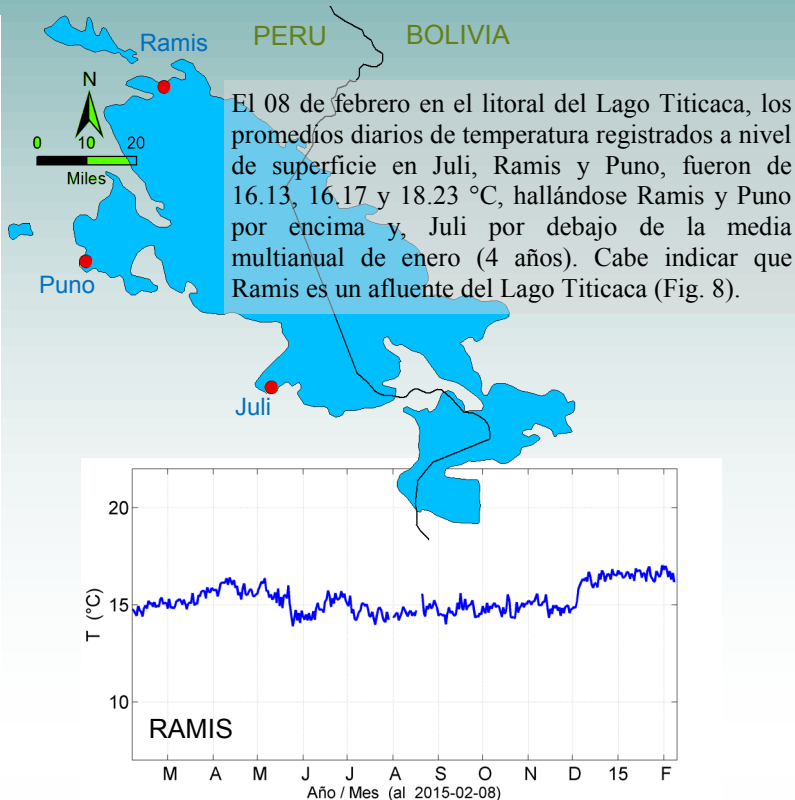 Ramis
PERU
BOLIVIA
N
0 10 20
Miles
El 08 de febrero en el litoral del Lago Titicaca, los
promedios diarios de temperatura registrados a nivel
de superficie en Juli, Ramis y Puno, fueron de
16.13, 16.17 y 18.23 °C, hallándose Ramis y Puno
por encima y, Juli por debajo de la media
multianual de enero (4 años). Cabe indicar que
Ramis es un afluente del Lago Titicaca (Fig. 8).
Puno
Juli
20
15
10
T (°C)
RAMIS
M A M J J A S O N D 15 F
Año / Mes (al 2015-02-08)